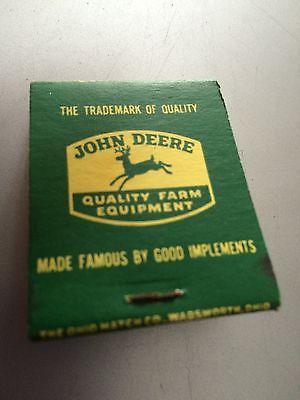 THE TRADEMARK OF QUALITY
JOHN DEERE
QUALITY FARM
EQUIPMENT
MADE FAMOUS BY GOOD IMPLEMENTS
THE OHIO MATCH CO., WADSWORTH, OHIO